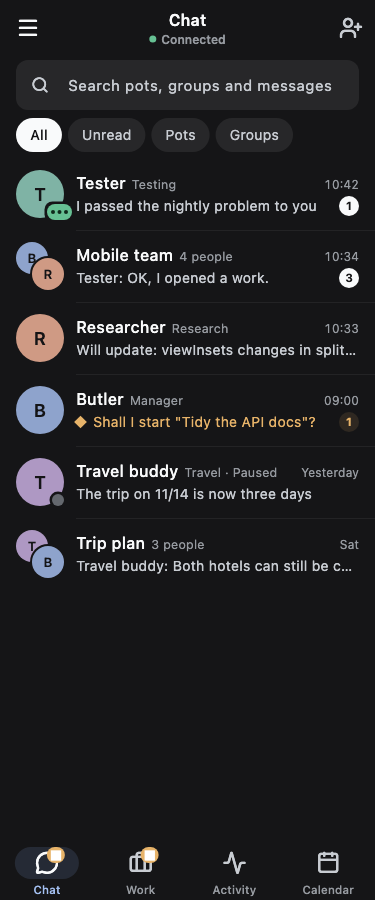 Chat
Connected
Search pots, groups and messages
All
Unread
Pots
Groups
T
Tester Testing 10:42
I passed the nightly problem to you 1
B
R
Mobile team 4 people 10:34
Tester: OK, I opened a work. 3
R
Researcher Research 10:33
Will update: viewInsets changes in split…
B
Butler Manager 09:00
Shall I start "Tidy the API docs"? 1
T
Travel buddy Travel · Paused Yesterday
The trip on 11/14 is now three days
T
B
Trip plan 3 people Sat
Travel buddy: Both hotels can still be c…
Chat
Work
Activity
Calendar